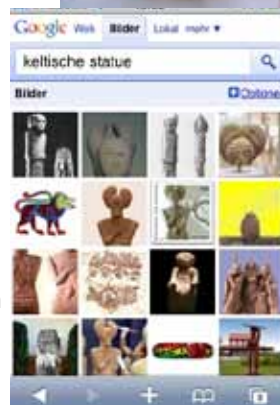 Google Web Bilder Lokal mehr ▼
keltische statue
Bilder Optionen